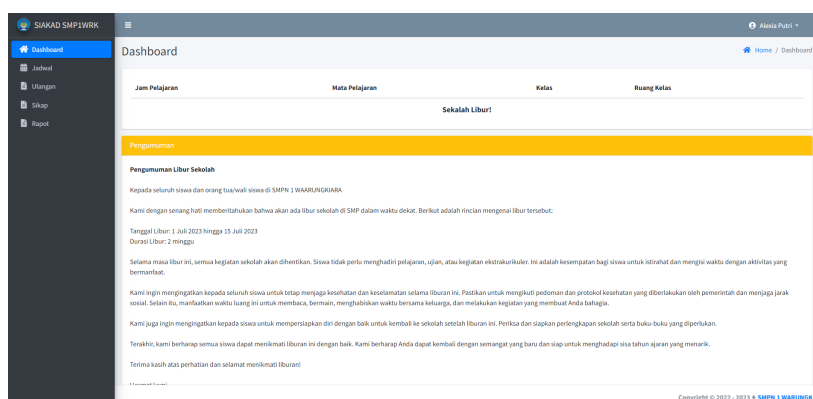 SIAKAD SMP1WRK
Alexia Putri
Dashboard
Jadwal
Ulangan
Sikap
Rapot
Dashboard
Home / Dashboard
Jam Pelajaran Mata Pelajaran Kelas Ruang Kelas
Sekalah Libur!
Pengumuman
Pengumuman Libur Sekolah
Kepada seluruh siswa dan orang tua/wali siswa di SMPN 1 WAARUNGKIARA
Kami dengan senang hati memberitahukan bahwa akan ada libur sekolah di SMP dalam waktu dekat. Berikut adalah rincian mengenai libur tersebut:
Tanggal Libur: 1 Juli 2023 hingga 15 Juli 2023
Durasi Libur: 2 minggu
Selama masa libur ini, semua kegiatan sekolah akan dihentikan. Siswa tidak perlu menghadiri pelajaran, ujian, atau kegiatan ekstrakurikuler. Ini adalah kesempatan bagi siswa untuk istirahat dan mengisi waktu dengan aktivitas yang
bermanfaat.
Kami ingin mengingatkan kepada seluruh siswa untuk tetap menjaga kesehatan dan keselamatan selama liburan ini. Pastikan untuk mengikuti pedoman dan protokol kesehatan yang diberlakukan oleh pemerintah dan menjaga jarak
sosial. Selain itu, manfaatkan waktu luang ini untuk membaca, bermain, menghabiskan waktu bersama keluarga, dan melakukan kegiatan yang membuat Anda bahagia.
Kami juga ingin mengingatkan kepada siswa untuk mempersiapkan diri dengan baik untuk kembali ke sekolah setelah liburan ini. Periksa dan siapkan perlengkapan sekolah serta buku-buku yang diperlukan.
Terakhir, kami berharap semua siswa dapat menikmati liburan ini dengan baik. Kami berharap Anda dapat kembali dengan semangat yang baru dan siap untuk menghadapi sisa tahun ajaran yang menarik.
Terima kasih atas perhatian dan selamat menikmati liburan!
Copyright © 2022 - 2023 SMPN 1 WARUNGK